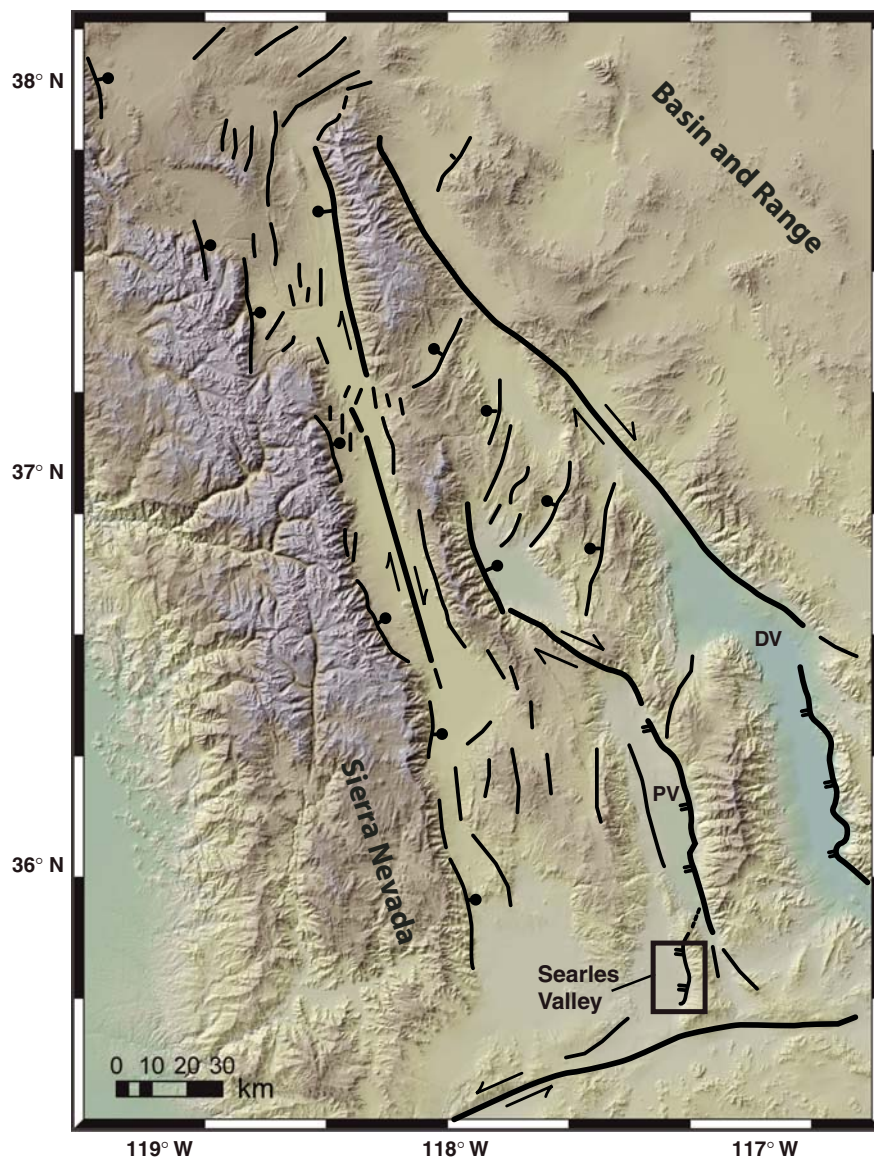 38° N
Basin and Range
37° N
DV
PV
Sierra Nevada
36° N
Searles
Valley
0 10 20 30
km
119° W
118° W
117° W